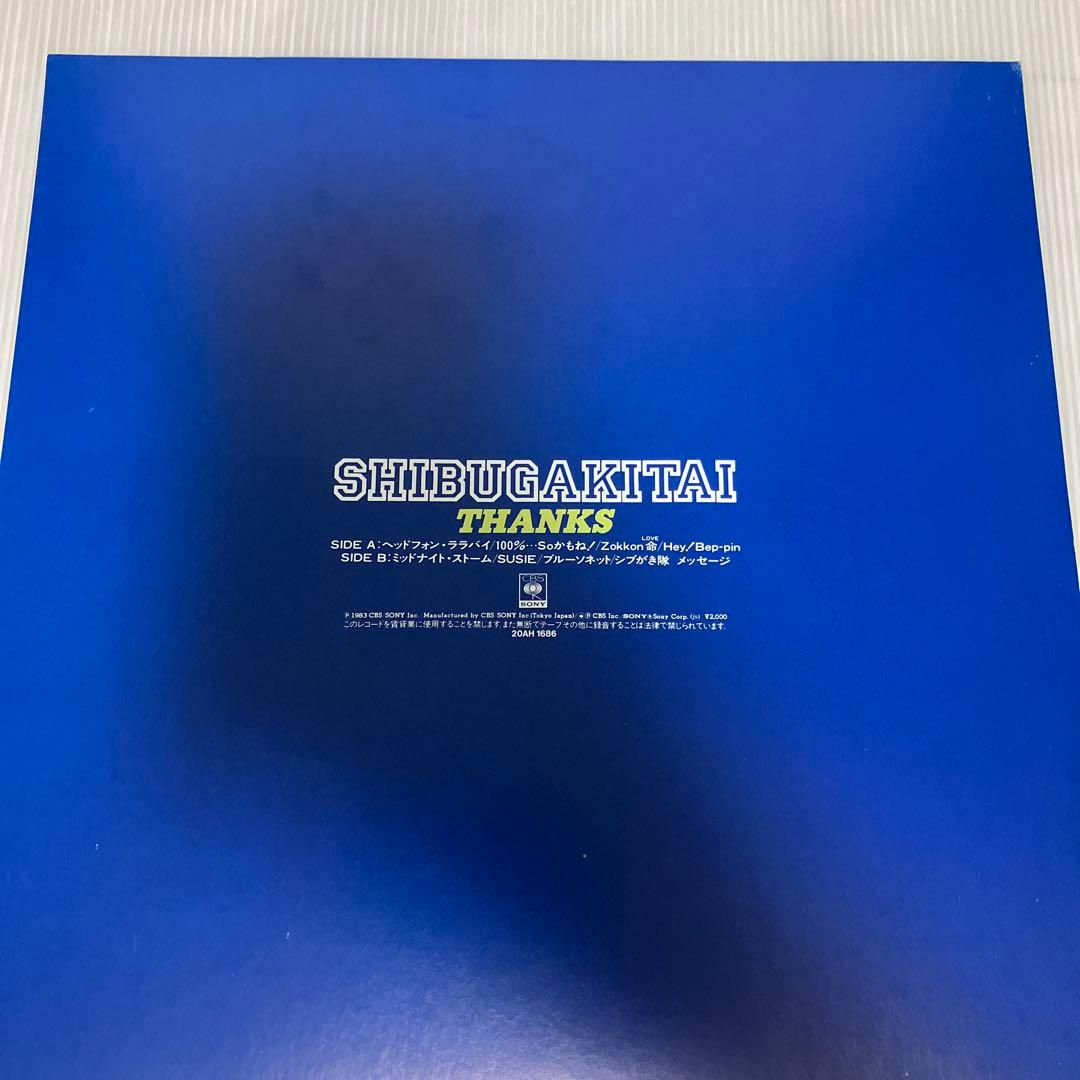 SHIBUGAKITAI
THANKS
LOVE
SIDE A:ヘッドフォン・ララバイ/100%…Soかもね!/Zokkon命/Hey!Bep-pin
SIDE B:ミッドナイト・ストーム/SUSIE/ブルーソネット/シブがき隊 メッセージ
CBS
SONY
P.1983 CBS/SONY Inc. Manufactured by CBS/SONY Inc.(Tokyo Japan)/ ® CBS Inc. SONY ® Sony Corp. (js) ¥2,000
このレコードを賃貸業に使用することを禁じます.また無断でテープその他に録音することは法律で禁じられています.
20AH 1686